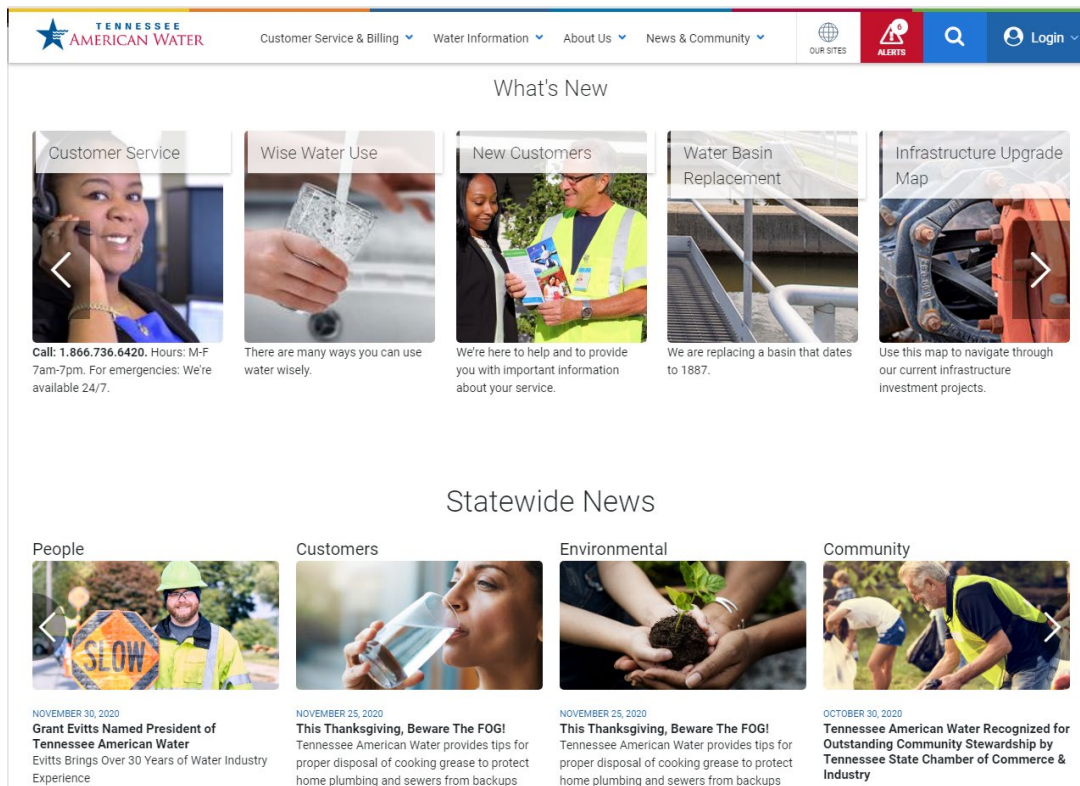 TENNESSEE
AMERICAN WATER
Customer Service & Billing
Water Information
About Us
News & Community
OUR SITES
6
ALERTS
Login
What's New
Customer Service
Wise Water Use
New Customers
Water Basin
Replacement
Infrastructure Upgrade
Map
Call: 1.866.736.6420. Hours: M-F
7am-7pm. For emergencies: We're
available 24/7.
There are many ways you can use
water wisely.
We're here to help and to provide
you with important information
about your service.
We are replacing a basin that dates
to 1887.
Use this map to navigate through
our current infrastructure
investment projects.
Statewide News
People
Customers
Environmental
Community
SLOW
NOVEMBER 30, 2020
Grant Evitts Named President of
Tennessee American Water
Evitts Brings Over 30 Years of Water Industry
Experience
NOVEMBER 25, 2020
This Thanksgiving, Beware The FOG!
Tennessee American Water provides tips for
proper disposal of cooking grease to protect
home plumbing and sewers from backups
NOVEMBER 25, 2020
This Thanksgiving, Beware The FOG!
Tennessee American Water provides tips for
proper disposal of cooking grease to protect
home plumbing and sewers from backups
OCTOBER 30, 2020
Tennessee American Water Recognized for
Outstanding Community Stewardship by
Tennessee State Chamber of Commerce &
Industry